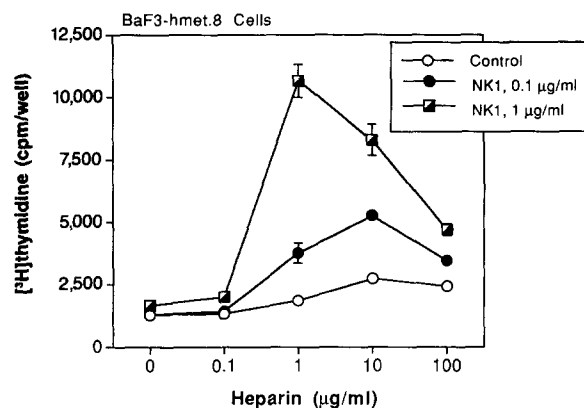 BaF3-hmet.8 Cells
12,500
10,000
7,500
5,000
2,500
0
[³H]thymidine (cpm/well)
Control
NK1, 0.1 µg/ml
NK1, 1 µg/ml
0
0.1
1
10
100
Heparin (µg/ml)